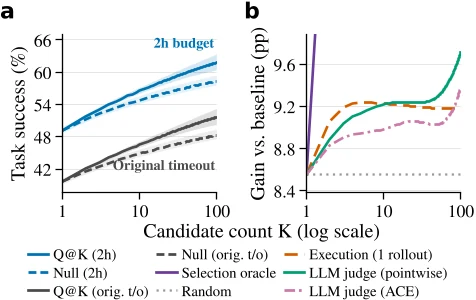 a
b
Task success (%)
66
60
54
48
42
2h budget
Original timeout
1
10
100
Gain vs. baseline (pp)
9.6
9.2
8.8
8.4
1
10
100
Candidate count K (log scale)
Q@K (2h)
Null (2h)
Q@K (orig. t/o)
Null (orig. t/o)
Selection oracle
Random
Execution (1 rollout)
LLM judge (pointwise)
LLM judge (ACE)